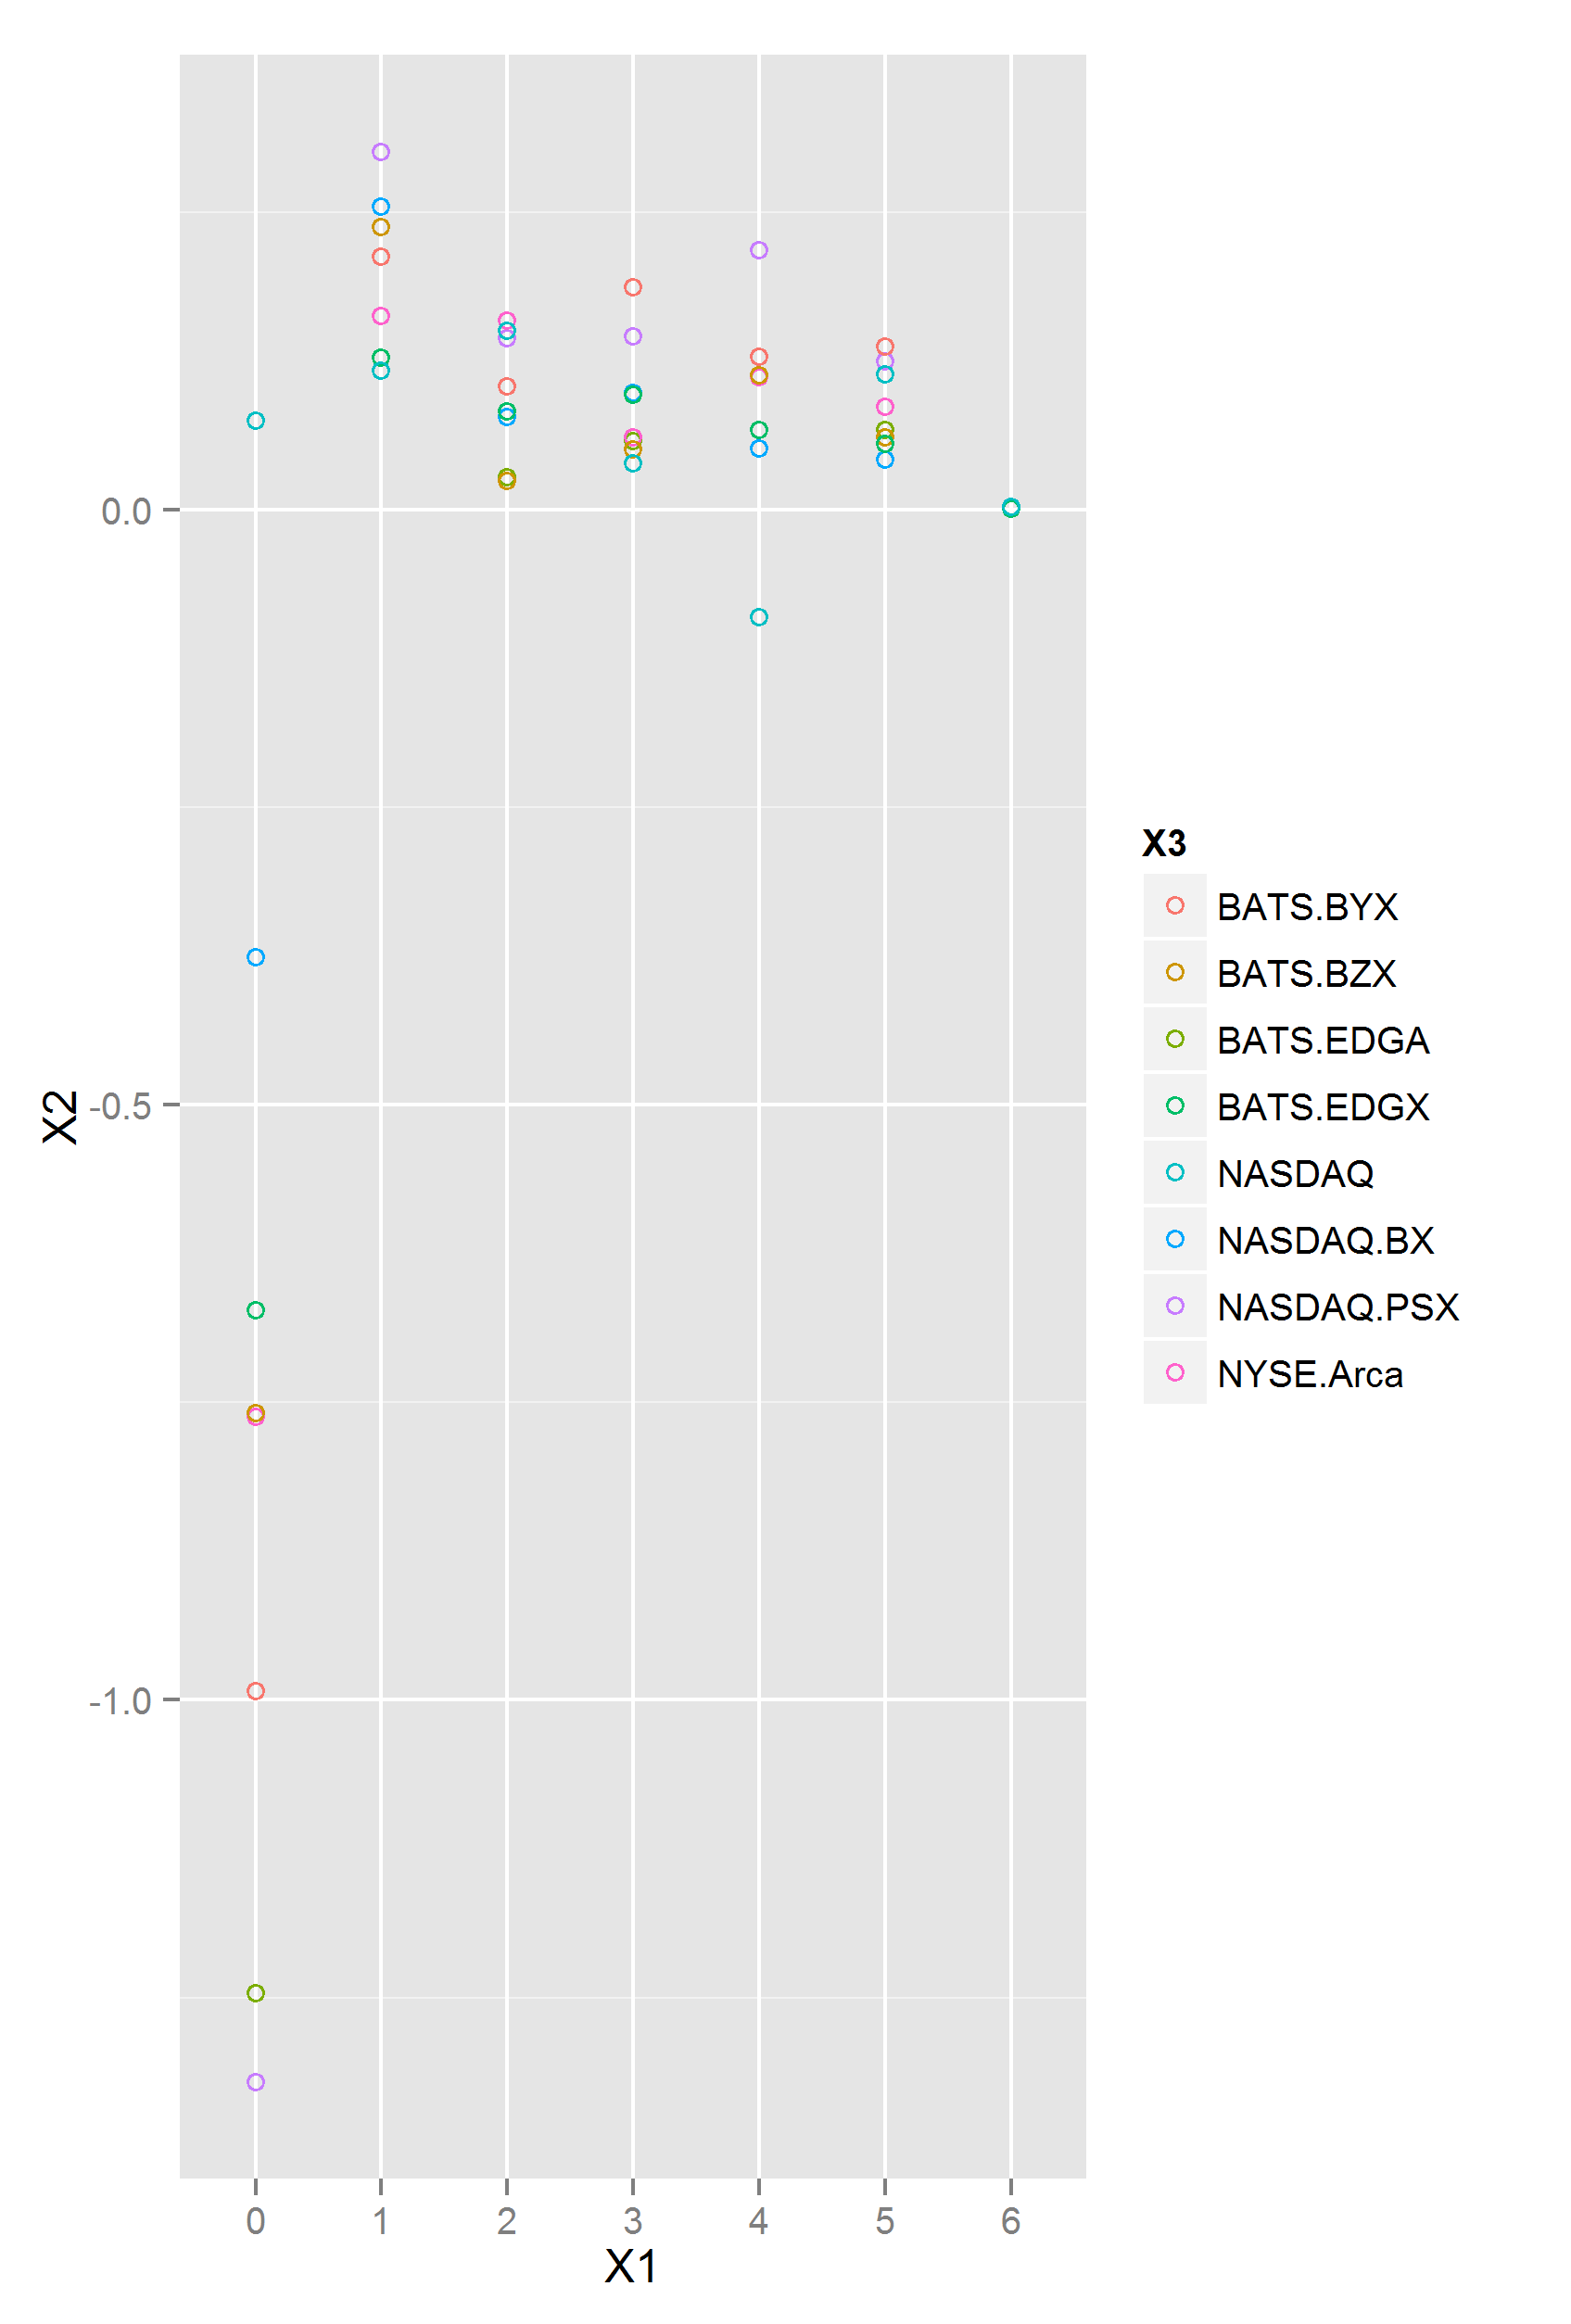 0.0
-0.5
-1.0
X2
0 1 2 3 4 5 6
X1
X3
BATS.BYX
BATS.BZX
BATS.EDGA
BATS.EDGX
NASDAQ
NASDAQ.BX
NASDAQ.PSX
NYSE.Arca